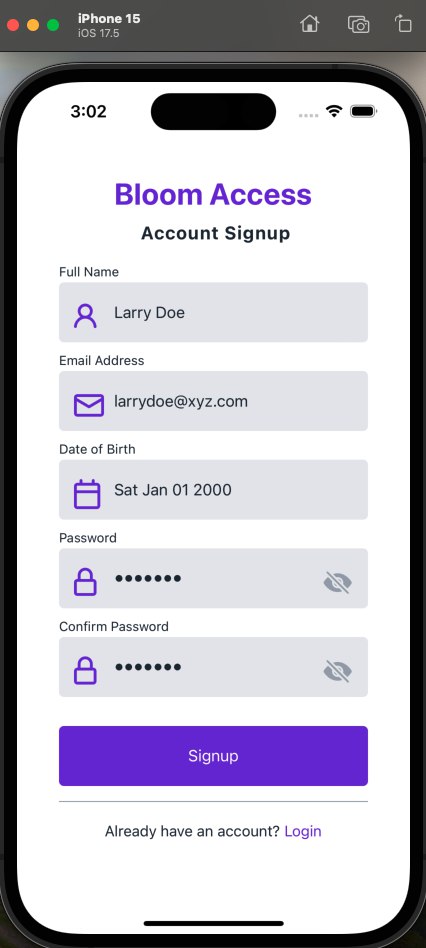 iPhone 15
iOS 17.5
3:02
Bloom Access
Account Signup
Full Name
Larry Doe
Email Address
larrydoe@xyz.com
Date of Birth
Sat Jan 01 2000
Password
•••••••
Confirm Password
•••••••
Signup
Already have an account? Login